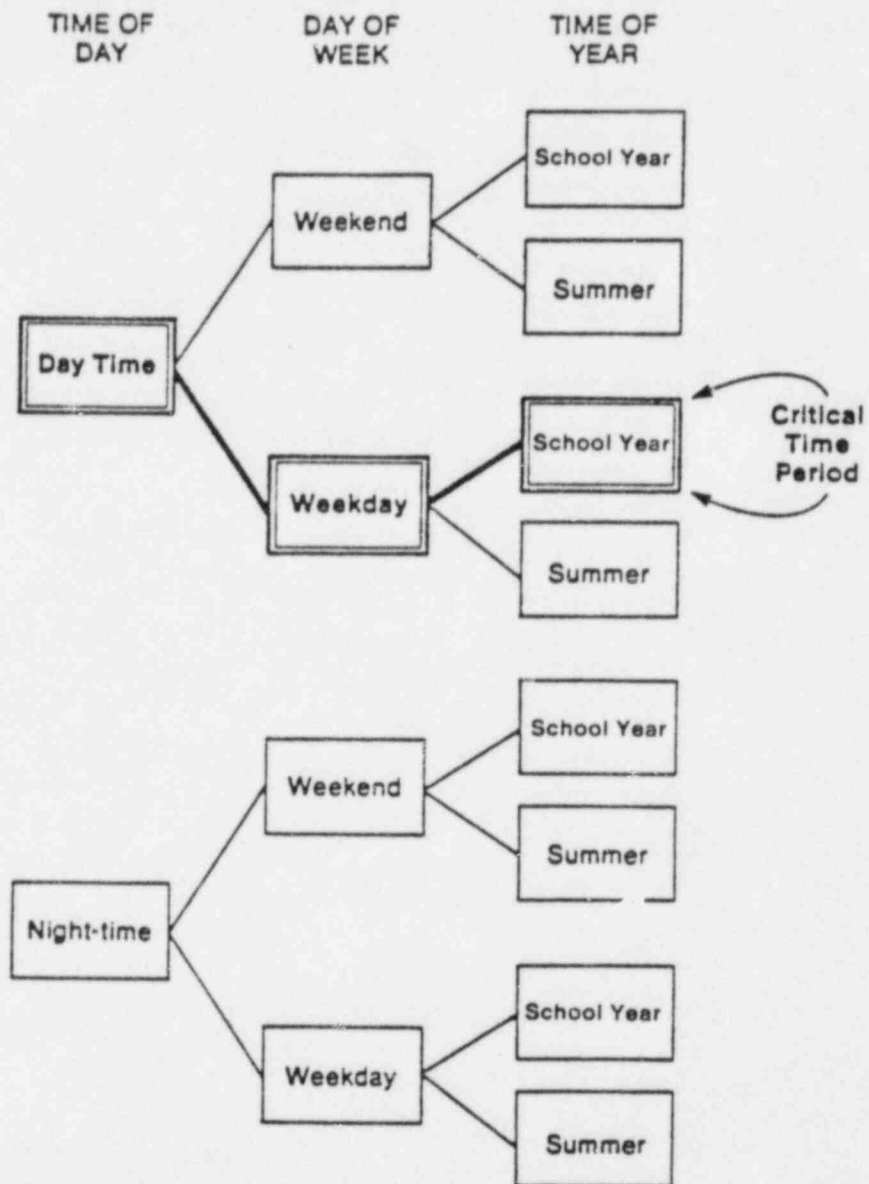 TIME OF
DAY
DAY OF
WEEK
TIME OF
YEAR
School Year
Weekend
Summer
Day Time
School Year
Critical
Time
Period
Weekday
Summer
School Year
Weekend
Summer
Night-time
School Year
Weekday
Summer